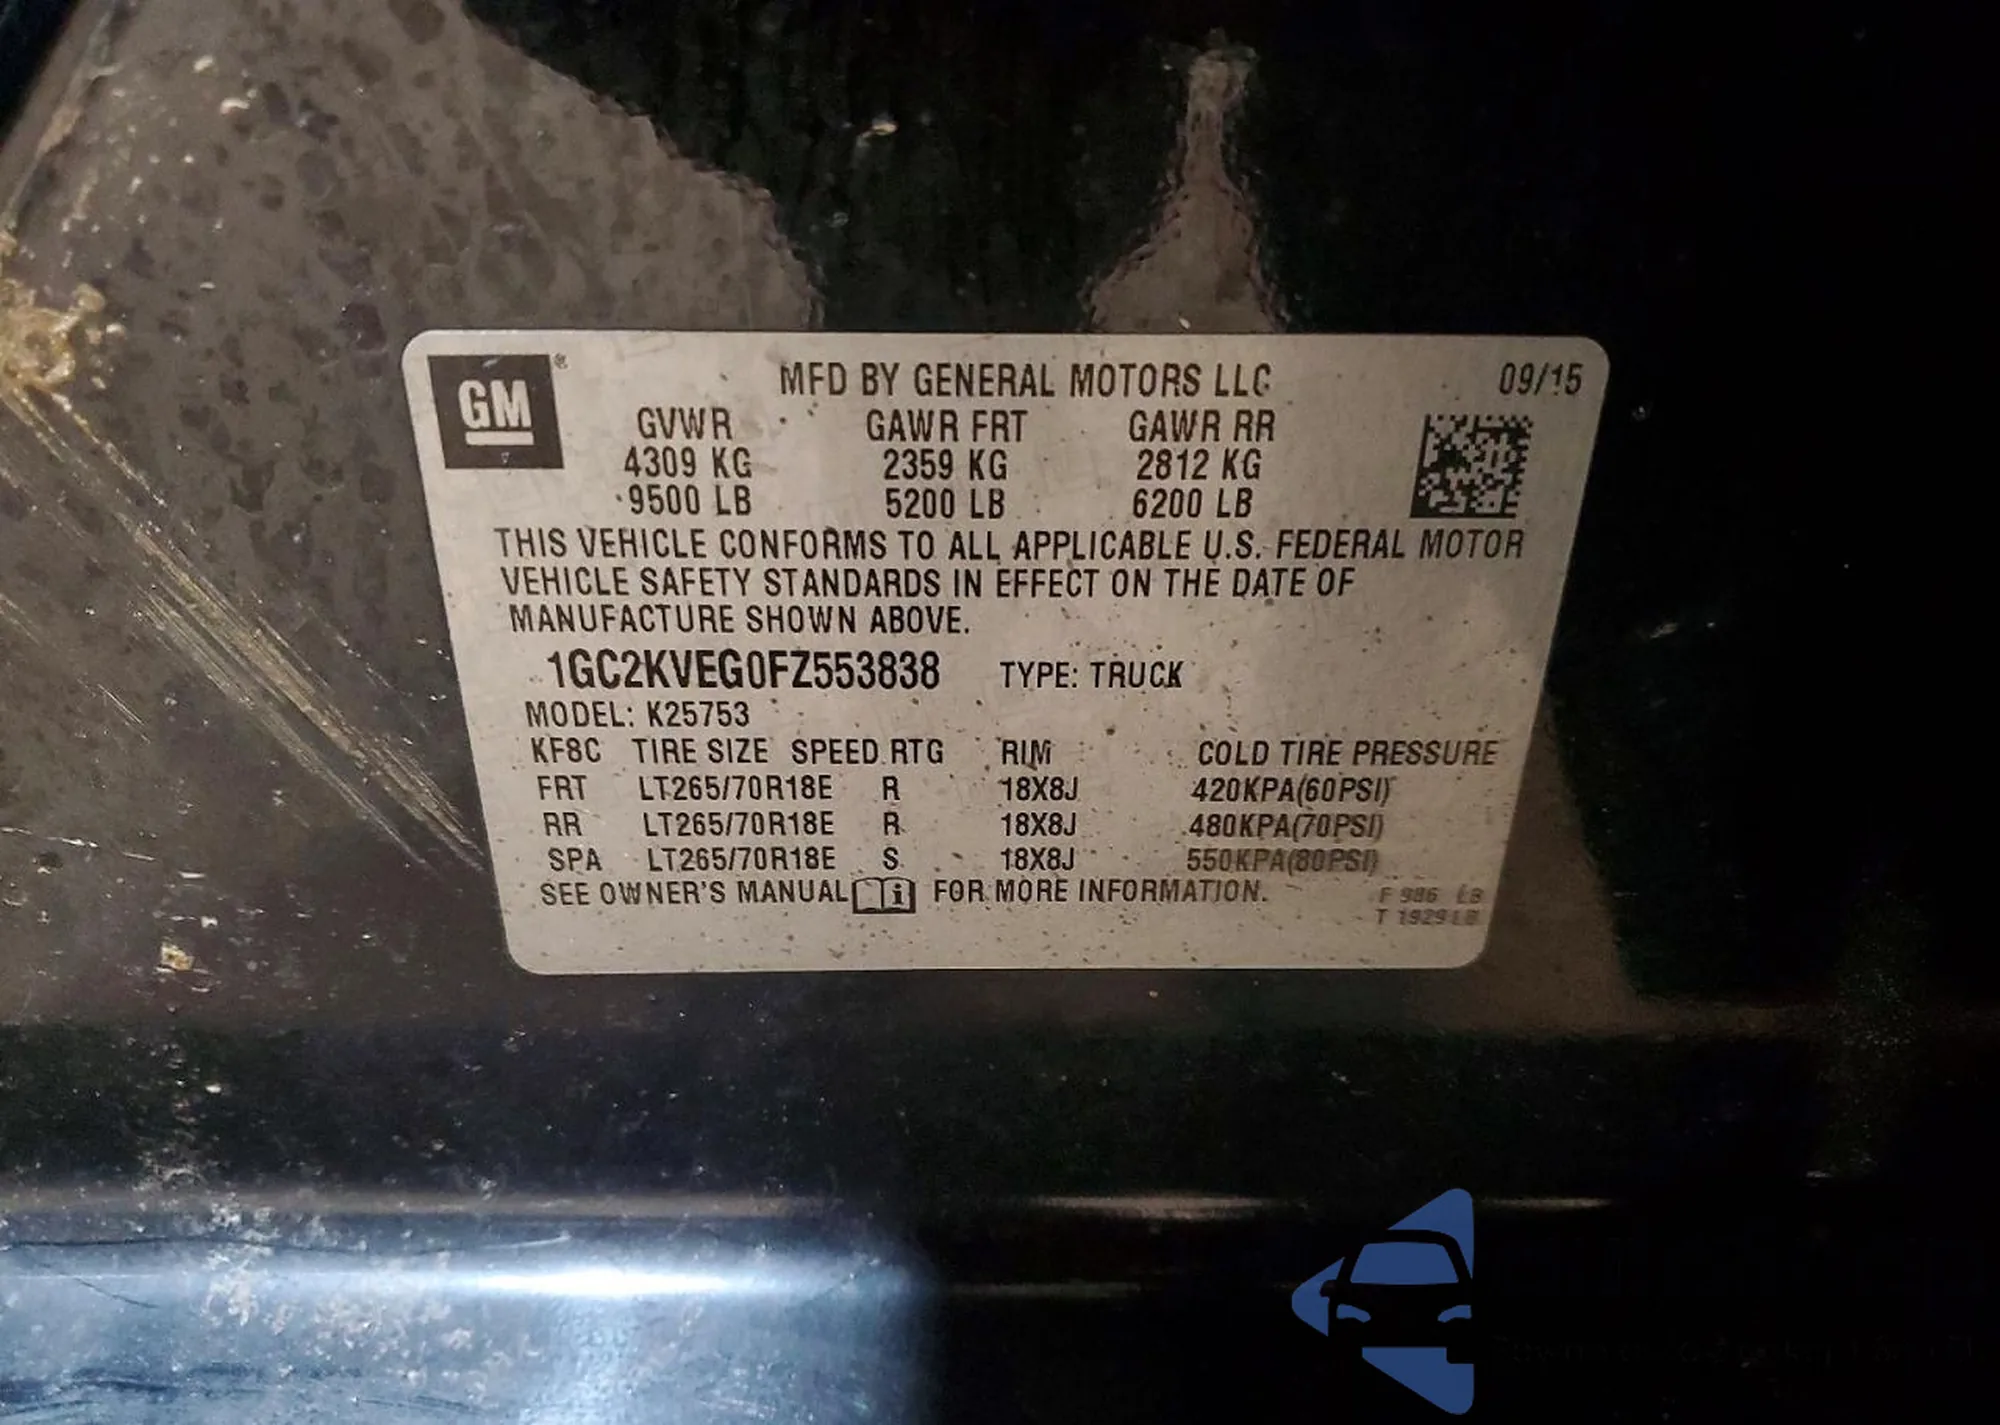 GM ®
MFD BY GENERAL MOTORS LLC 09/15
GVWR GAWR FRT GAWR RR
4309 KG 2359 KG 2812 KG
9500 LB 5200 LB 6200 LB
THIS VEHICLE CONFORMS TO ALL APPLICABLE U.S. FEDERAL MOTOR
VEHICLE SAFETY STANDARDS IN EFFECT ON THE DATE OF
MANUFACTURE SHOWN ABOVE.
1GC2KVEG0FZ553838 TYPE: TRUCK
MODEL: K25753
KF8C TIRE SIZE SPEED RTG RIM COLD TIRE PRESSURE
FRT LT265/70R18E R 18X8J 420KPA(60PSI)
RR LT265/70R18E R 18X8J 480KPA(70PSI)
SPA LT265/70R18E S 18X8J 550KPA(80PSI)
SEE OWNER'S MANUAL FOR MORE INFORMATION.
F 986 LB
T 1929 LB